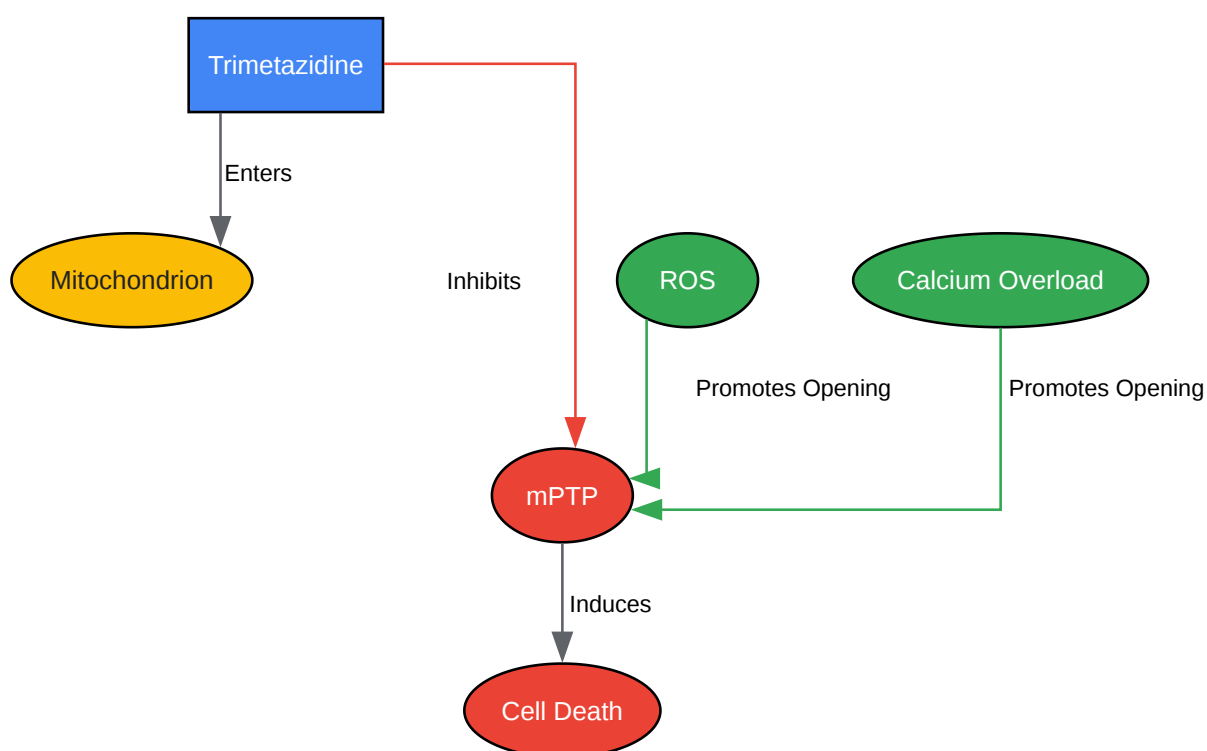 Trimetazidine
Enters
Mitochondrion
Inhibits
ROS
Calcium Overload
Promotes Opening
Promotes Opening
mPTP
Induces
Cell Death